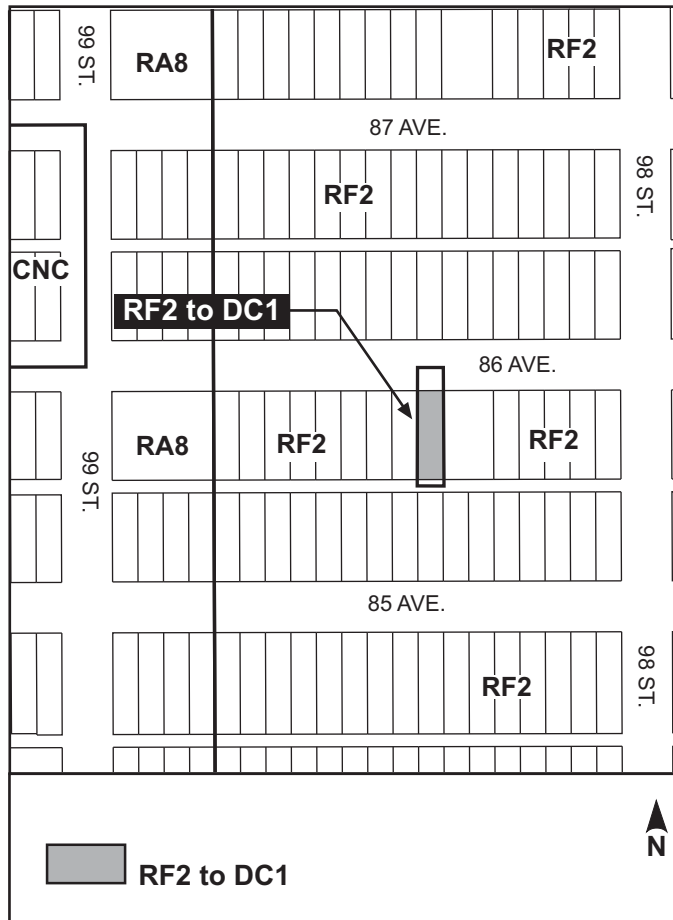 99 ST.
RA8
RF2
87 AVE.
RF2
98 ST.
CNC
RF2 to DC1
86 AVE.
RA8
RF2
RF2
99 ST.
85 AVE.
RF2
98 ST.
N
RF2 to DC1